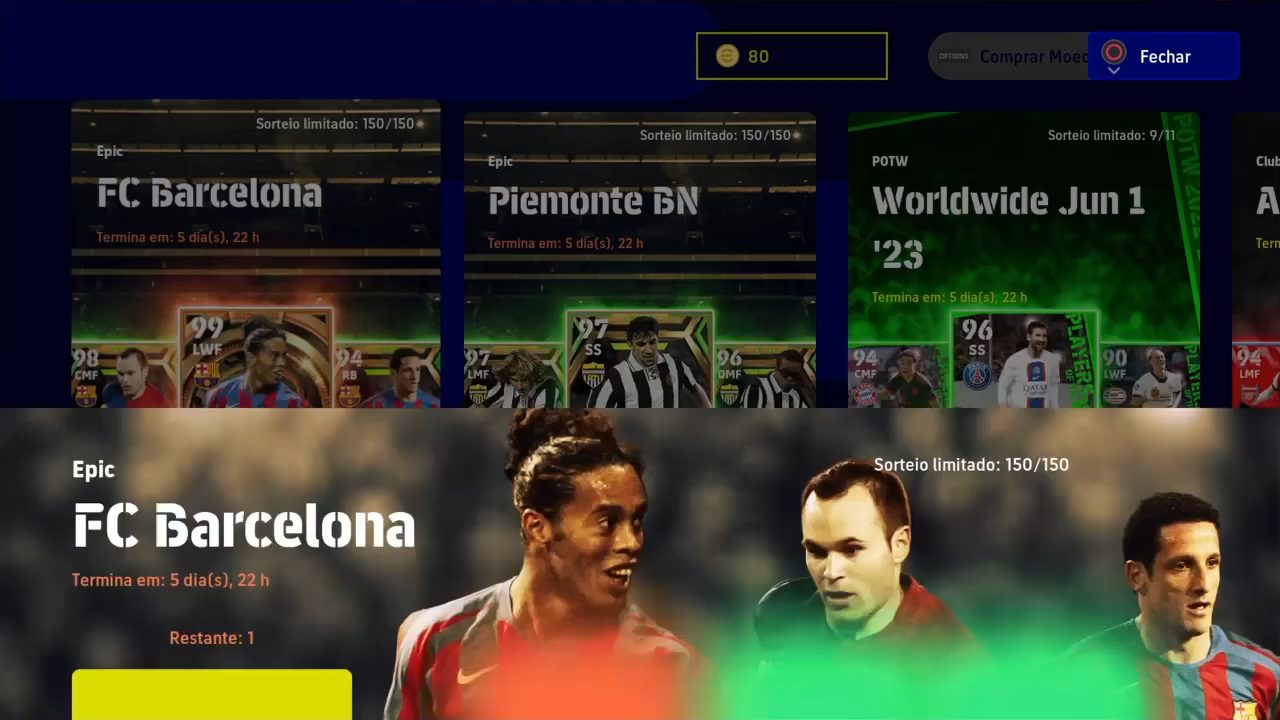 80
OPTIONS Comprar Moed
Fechar
Sorteio limitado: 150/150
Epic
FC Barcelona
Termina em: 5 dia(s), 22 h
98
CMF
99
LWF
94
RB
Sorteio limitado: 150/150
Epic
Piemonte BN
Termina em: 5 dia(s), 22 h
97
LMF
97
SS
96
DMF
Sorteio limitado: 9/11
POTW
Worldwide Jun 1
'23
Termina em: 5 dia(s), 22 h
94
CMF
96
SS
90
LWF
Club
A
Term
94
LMF
Epic
FC Barcelona
Termina em: 5 dia(s), 22 h
Restante: 1
Sorteio limitado: 150/150